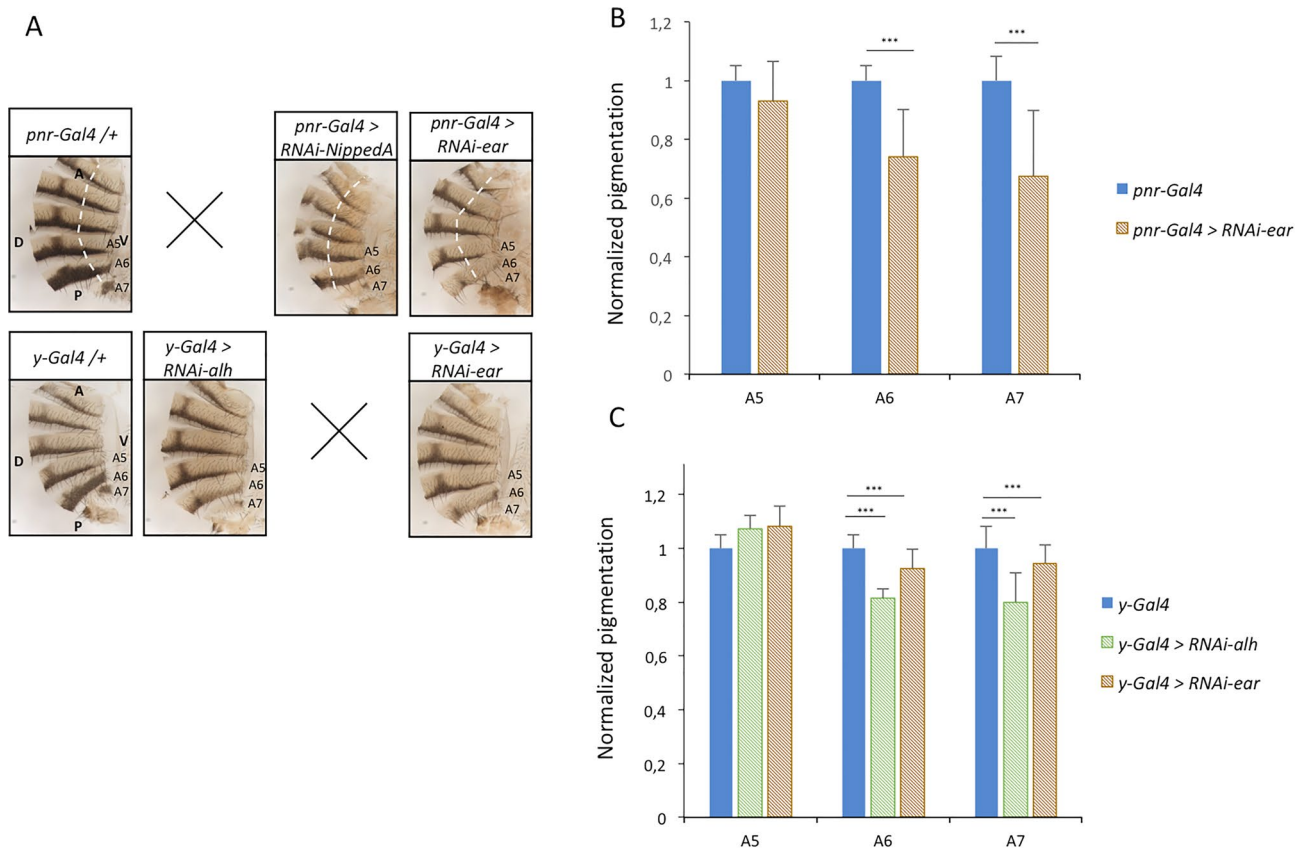 A
pnr-Gal4 /+
pnr-Gal4 >
RNAi-NippedA
pnr-Gal4 >
RNAi-ear
A
D
V
A5
A6
A7
P
A5
A6
A7
A5
A6
A7
y-Gal4 /+
y-Gal4 >
RNAi-alh
y-Gal4 >
RNAi-ear
A
D
V
A5
A6
A7
P
A5
A6
A7
A5
A6
A7
B
Normalized pigmentation
1,2
1
0,8
0,6
0,4
0,2
0
***
***
A5
A6
A7
pnr-Gal4
pnr-Gal4 > RNAi-ear
C
Normalized pigmentation
1,2
1
0,8
0,6
0,4
0,2
0
***
***
***
***
A5
A6
A7
y-Gal4
y-Gal4 > RNAi-alh
y-Gal4 > RNAi-ear